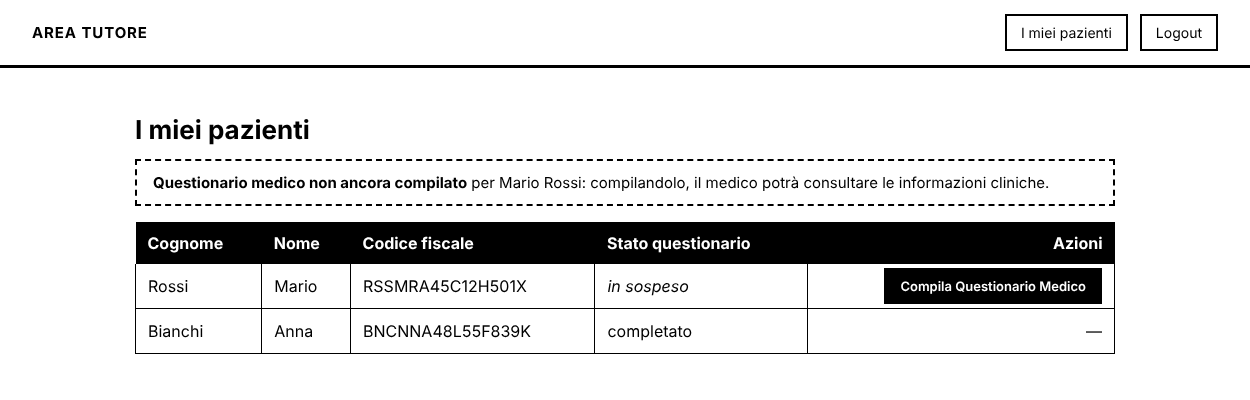 AREA TUTORE I miei pazienti Logout
I miei pazienti
Questionario medico non ancora compilato per Mario Rossi: compilandolo, il medico potrà consultare le informazioni cliniche.
Cognome Nome Codice fiscale Stato questionario Azioni
Rossi Mario RSSMRA45C12H501X in sospeso Compila Questionario Medico
Bianchi Anna BNCNNA48L55F839K completato —